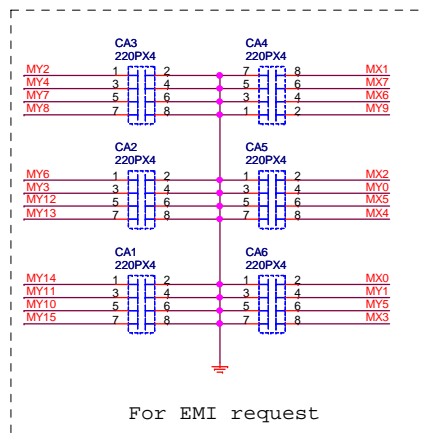 CA3 CA4
220PX4 220PX4
MY2 1 2 7 8 MX1
MY4 3 4 5 6 MX7
MY7 5 6 3 4 MX6
MY8 7 8 1 2 MY9
CA2 CA5
220PX4 220PX4
MY6 1 2 1 2 MX2
MY3 3 4 3 4 MY0
MY12 5 6 5 6 MX5
MY13 7 8 7 8 MX4
CA1 CA6
220PX4 220PX4
MY14 1 2 1 2 MX0
MY11 3 4 3 4 MY1
MY10 5 6 5 6 MY5
MY15 7 8 7 8 MX3
For EMI request